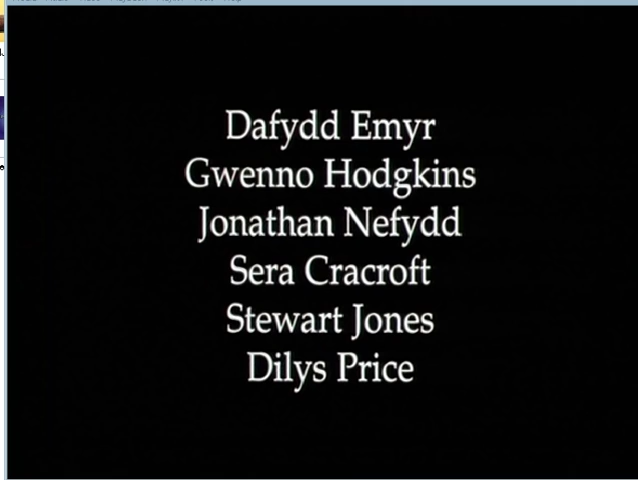 Dafydd Emyr
Gwenno Hodgkins
Jonathan Nefydd
Sera Cracroft
Stewart Jones
Dilys Price